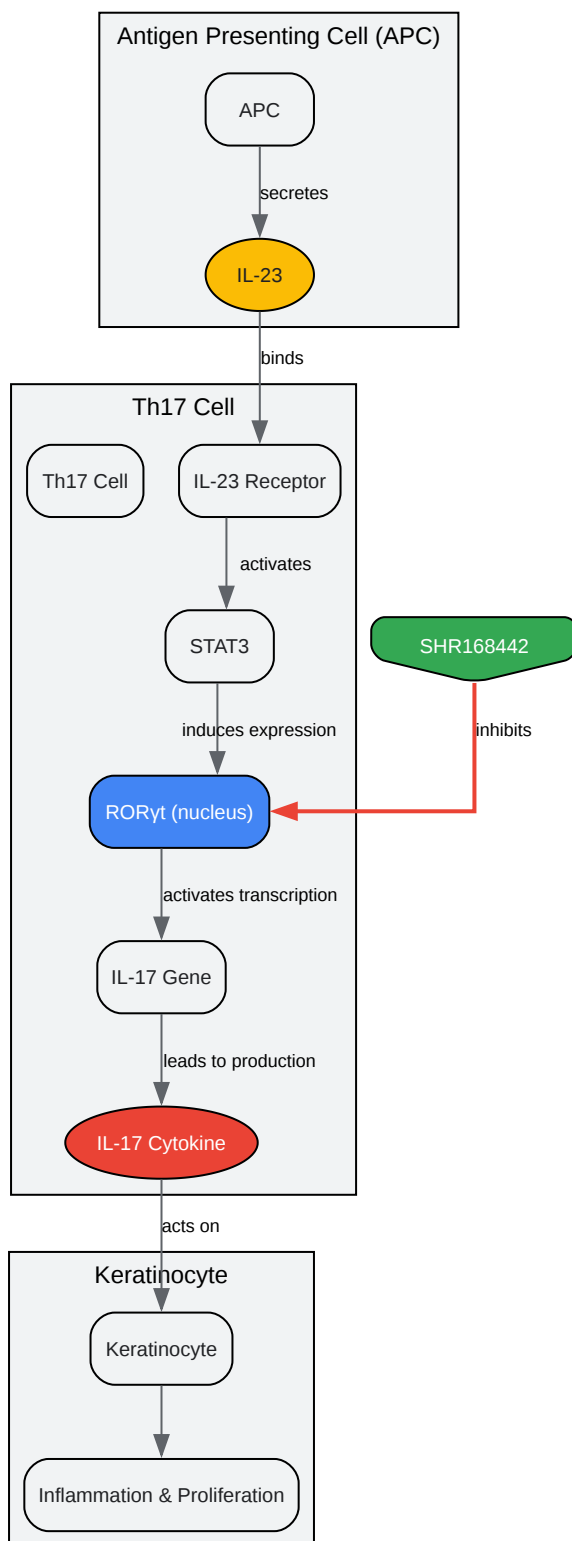 Antigen Presenting Cell (APC)
APC
secretes
IL-23
binds
Th17 Cell
Th17 Cell
IL-23 Receptor
activates
STAT3
SHR168442
induces expression
inhibits
RORγt (nucleus)
activates transcription
IL-17 Gene
leads to production
IL-17 Cytokine
acts on
Keratinocyte
Keratinocyte
Inflammation & Proliferation